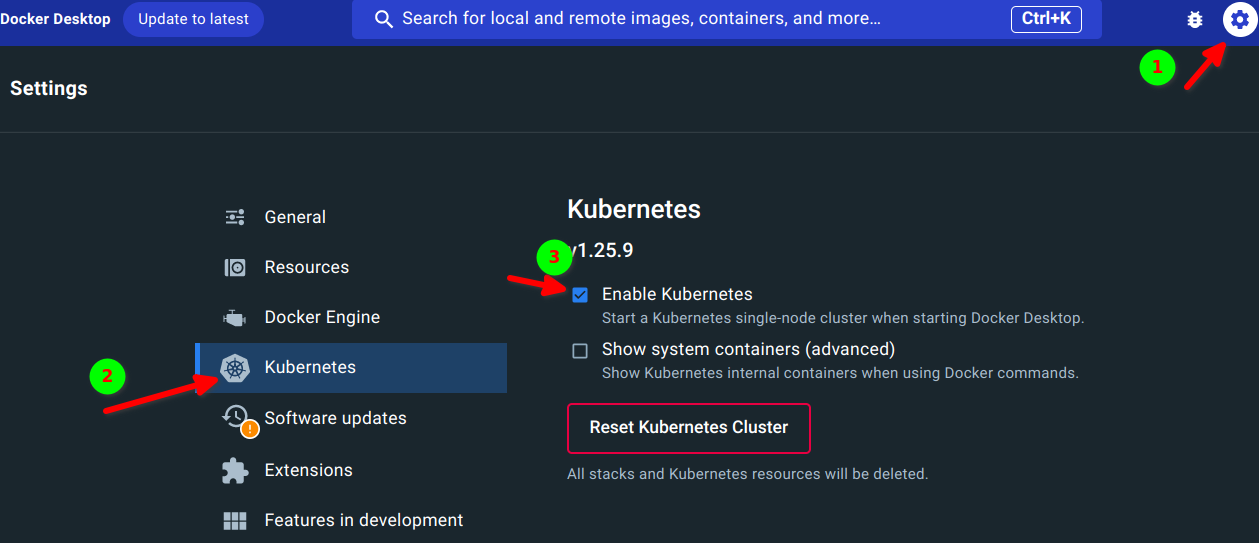 Docker Desktop Update to latest Search for local and remote images, containers, and more... Ctrl+K
1
Settings
General
Resources
Docker Engine
2
Kubernetes
Software updates
Extensions
Features in development
Kubernetes
v1.25.9
3
Enable Kubernetes
Start a Kubernetes single-node cluster when starting Docker Desktop.
Show system containers (advanced)
Show Kubernetes internal containers when using Docker commands.
Reset Kubernetes Cluster
All stacks and Kubernetes resources will be deleted.